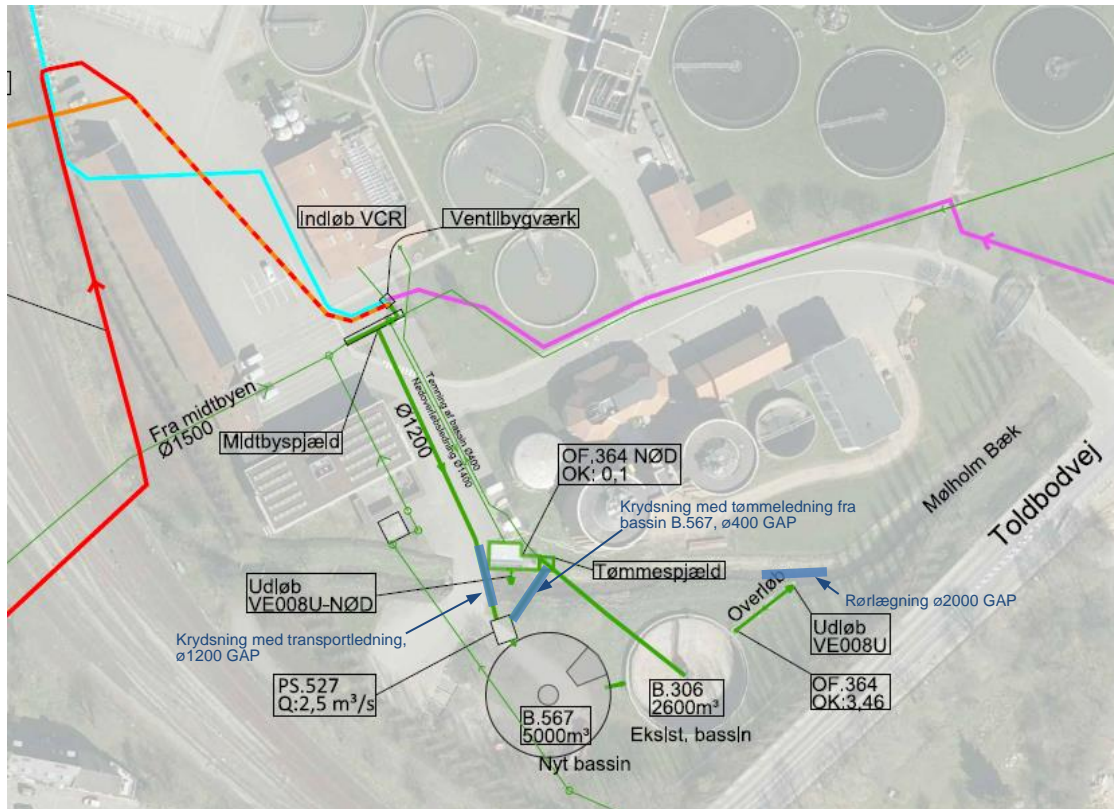 Indløb VCR
Ventilbygværk
Fra midtbyen
Ø1500
Midtbyspjæld
Ø1200
Tømning af bassin Ø400
Nødoverløbsledning Ø1400
OF.364 NØD
OK: 0,1
Krydsning med tømmeledning fra
bassin B.567, ø400 GAP
Mølholm Bæk
Toldbodvej
Tømmespjæld
Udløb
VE008U-NØD
Overløb
Rørlægning ø2000 GAP
Krydsning med transportledning,
ø1200 GAP
Udløb
VE008U
PS.527
Q:2,5 m³/s
B.567
5000m³
Nyt bassin
B.306
2600m³
Eksist, bassin
OF.364
OK:3,46